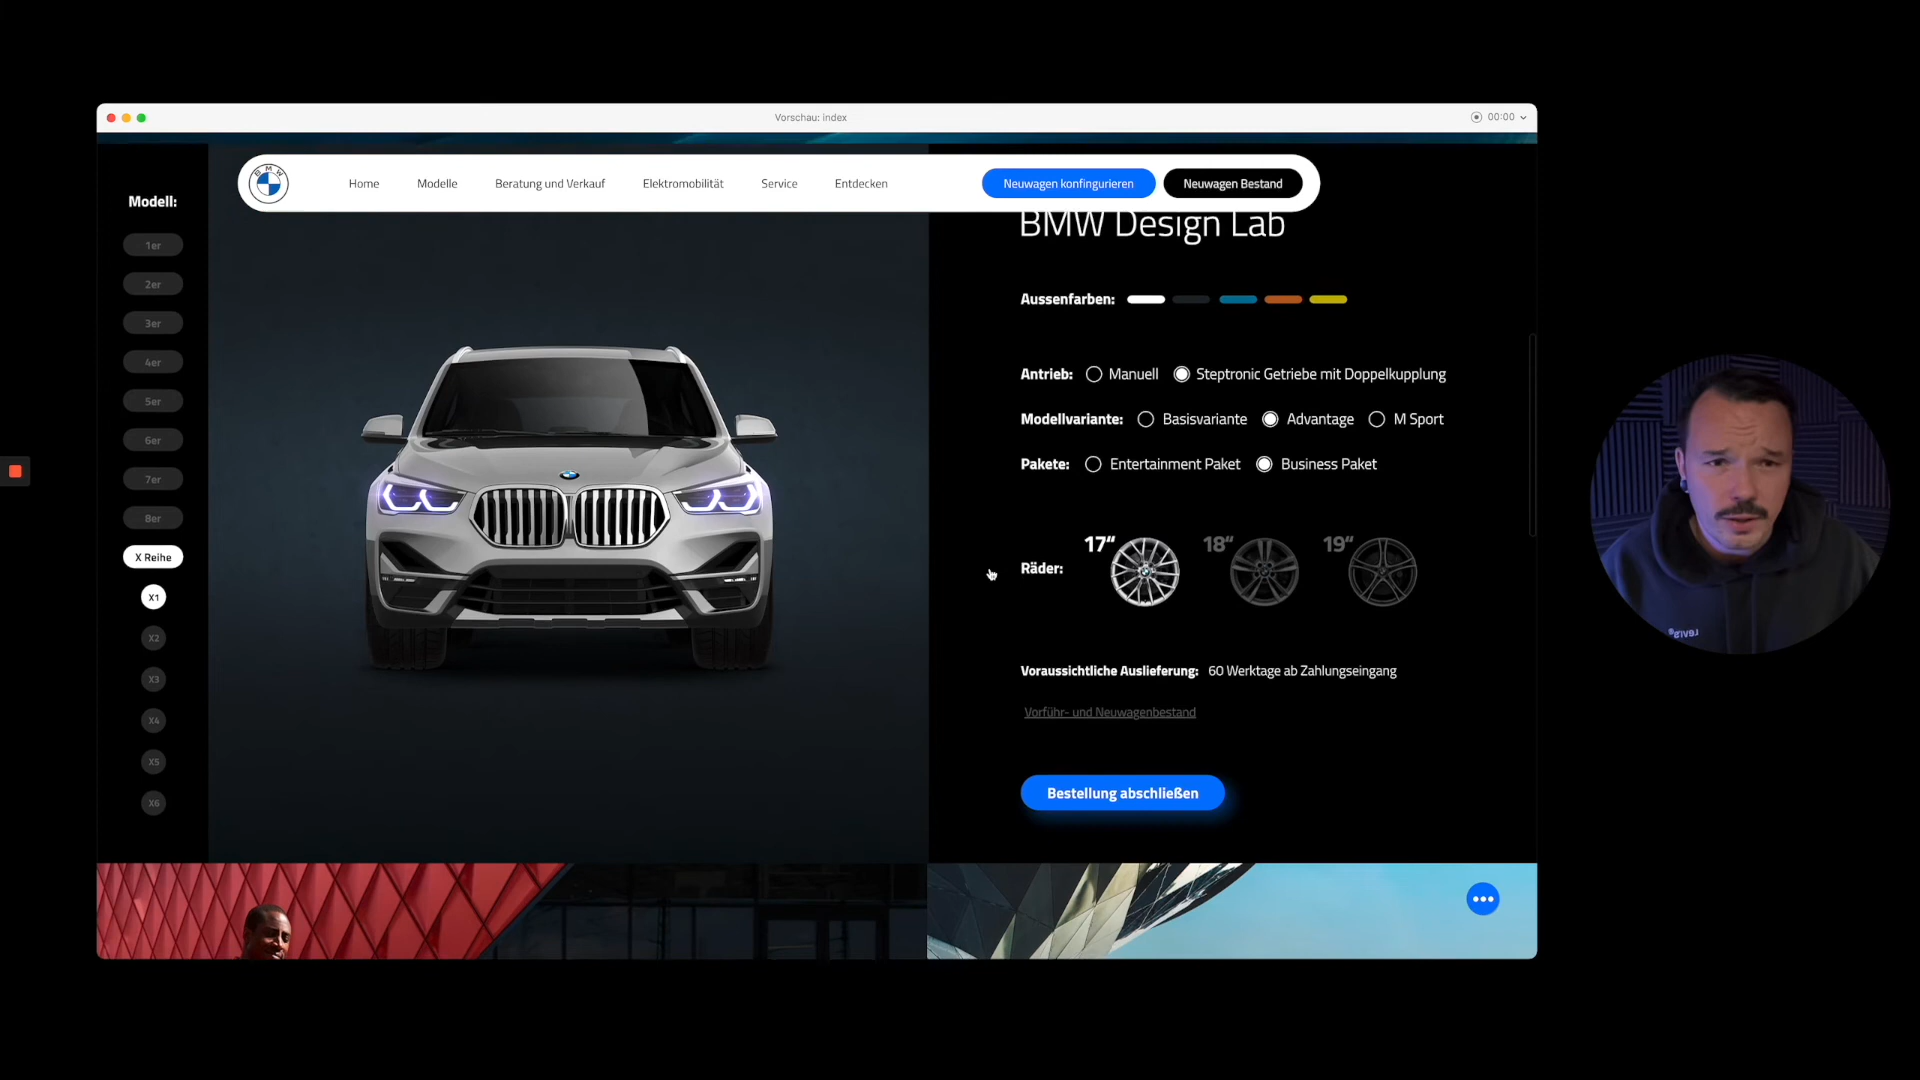 Vorschau: index
00:00
BMW
Home
Modelle
Beratung und Verkauf
Elektromobilität
Service
Entdecken
Neuwagen konfingurieren
Neuwagen Bestand
Modell:
1er
2er
3er
4er
5er
6er
7er
8er
X Reihe
X1
X2
X3
X4
X5
X6
BMW Design Lab
Aussenfarben:
Antrieb: Manuell Steptronic Getriebe mit Doppelkupplung
Modellvariante: Basisvariante Advantage M Sport
Pakete: Entertainment Paket Business Paket
Räder: 17“ 18“ 19“
Voraussichtliche Auslieferung: 60 Werktage ab Zahlungseingang
Vorführ- und Neuwagenbestand
Bestellung abschließen